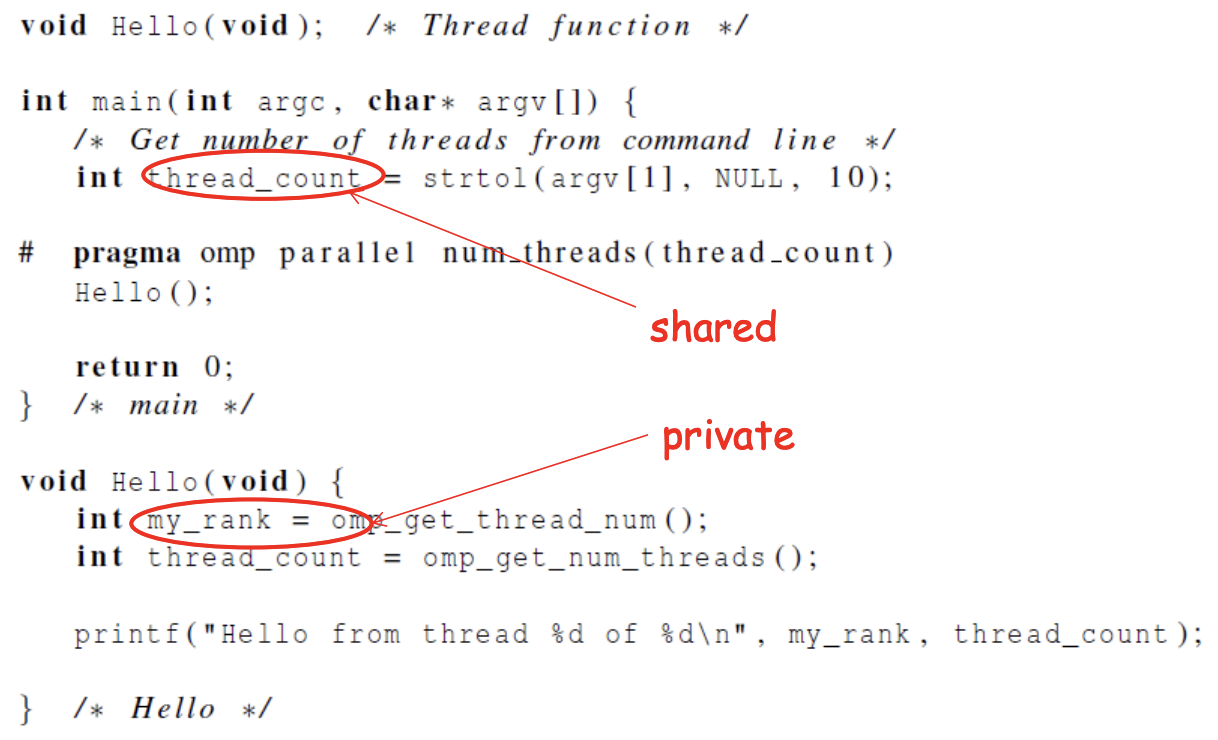 void Hello(void); /* Thread function */
int main(int argc, char* argv[]) {
/* Get number of threads from command line */
int thread_count = strtol(argv[1], NULL, 10);
# pragma omp parallel num_threads(thread_count)
Hello();
shared
return 0;
} /* main */
private
void Hello(void) {
int my_rank = omp_get_thread_num();
int thread_count = omp_get_num_threads();
printf("Hello from thread %d of %d\n", my_rank, thread_count);
} /* Hello */